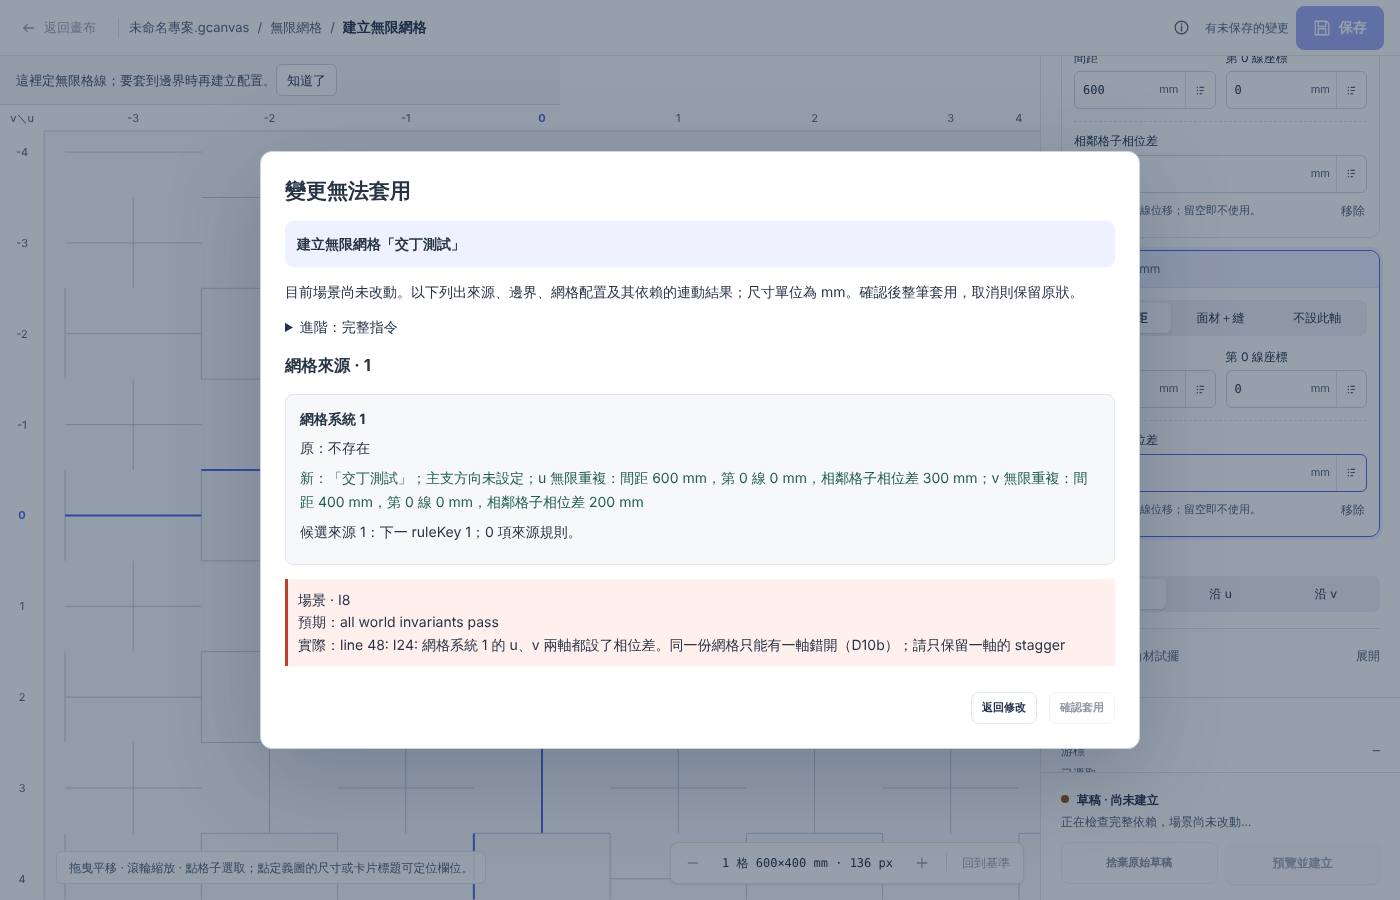 返回畫布
未命名專案.gcanvas / 無限網格 / 建立無限網格
有未保存的變更
保存
這裡定無限格線；要套到邊界時再建立配置。
知道了
v＼u
-3
-2
-1
0
1
2
3
4
-4
-3
-2
-1
0
1
2
3
4
變更無法套用
建立無限網格「交丁測試」
目前場景尚未改動。以下列出來源、邊界、網格配置及其依賴的連動結果；尺寸單位為 mm。確認後整筆套用，取消則保留原狀。
▶ 進階：完整指令
網格來源 · 1
網格系統 1
原：不存在
新：「交丁測試」；主支方向未設定；u 無限重複：間距 600 mm，第 0 線 0 mm，相鄰格子相位差 300 mm；v 無限重複：間
距 400 mm，第 0 線 0 mm，相鄰格子相位差 200 mm
候選來源 1：下一 ruleKey 1；0 項來源規則。
場景 · I8
預期：all world invariants pass
實際：line 48: I24: 網格系統 1 的 u、v 兩軸都設了相位差。同一份網格只能有一軸錯開（D10b）；請只保留一軸的 stagger
返回修改
確認套用
間距
第 0 線座標
600 mm
0 mm
相鄰格子相位差
mm
線位移；留空即不使用。
移除
mm
面材＋縫
不設此軸
第 0 線座標
mm
0 mm
位差
mm
線位移；留空即不使用。
移除
沿 u
沿 v
材試擺
展開
游標
–
草稿 · 尚未建立
正在檢查完整依賴，場景尚未改動...
捨棄原始草稿
預覽並建立
拖曳平移 · 滾輪縮放 · 點格子選取；點定義圖的尺寸或卡片標題可定位欄位。
1 格 600×400 mm · 136 px
回到基準